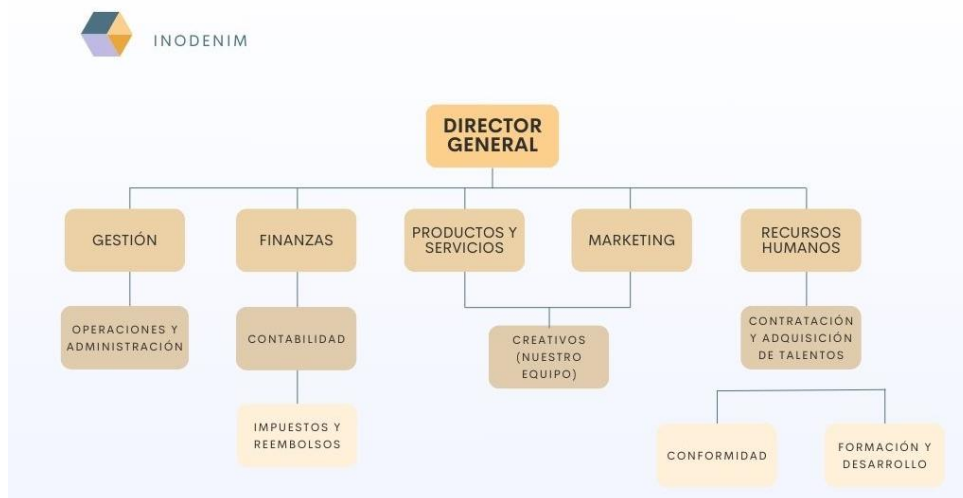 INODENIM
DIRECTOR
GENERAL
GESTIÓN
FINANZAS
PRODUCTOS Y
SERVICIOS
MARKETING
RECURSOS
HUMANOS
OPERACIONES Y
ADMINISTRACIÓN
CONTABILIDAD
CREATIVOS
(NUESTRO
EQUIPO)
CONTRATACIÓN
Y ADQUISICIÓN
DE TALENTOS
IMPUESTOS Y
REEMBOLSOS
CONFORMIDAD
FORMACIÓN Y
DESARROLLO